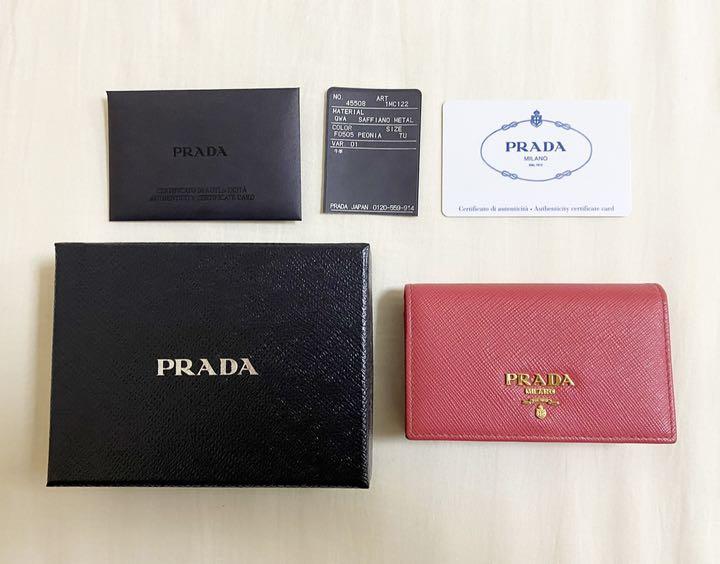 PRADA
CERTIFICATO DI AUTENTICITÀ
AUTHENTICITY CERTIFICATE CARD
NO. ART
45508 1MC122
MATERIAL
QWA SAFFIANO METAL
COLOR SIZE
F0505 PEONIA TU
VAR. 01
牛革
PRADA JAPAN 0120-559-914
PRADA
MILANO
DAL 1913
Certificato di autenticità - Authenticity certificate card
PRADA
PRADA
MILANO